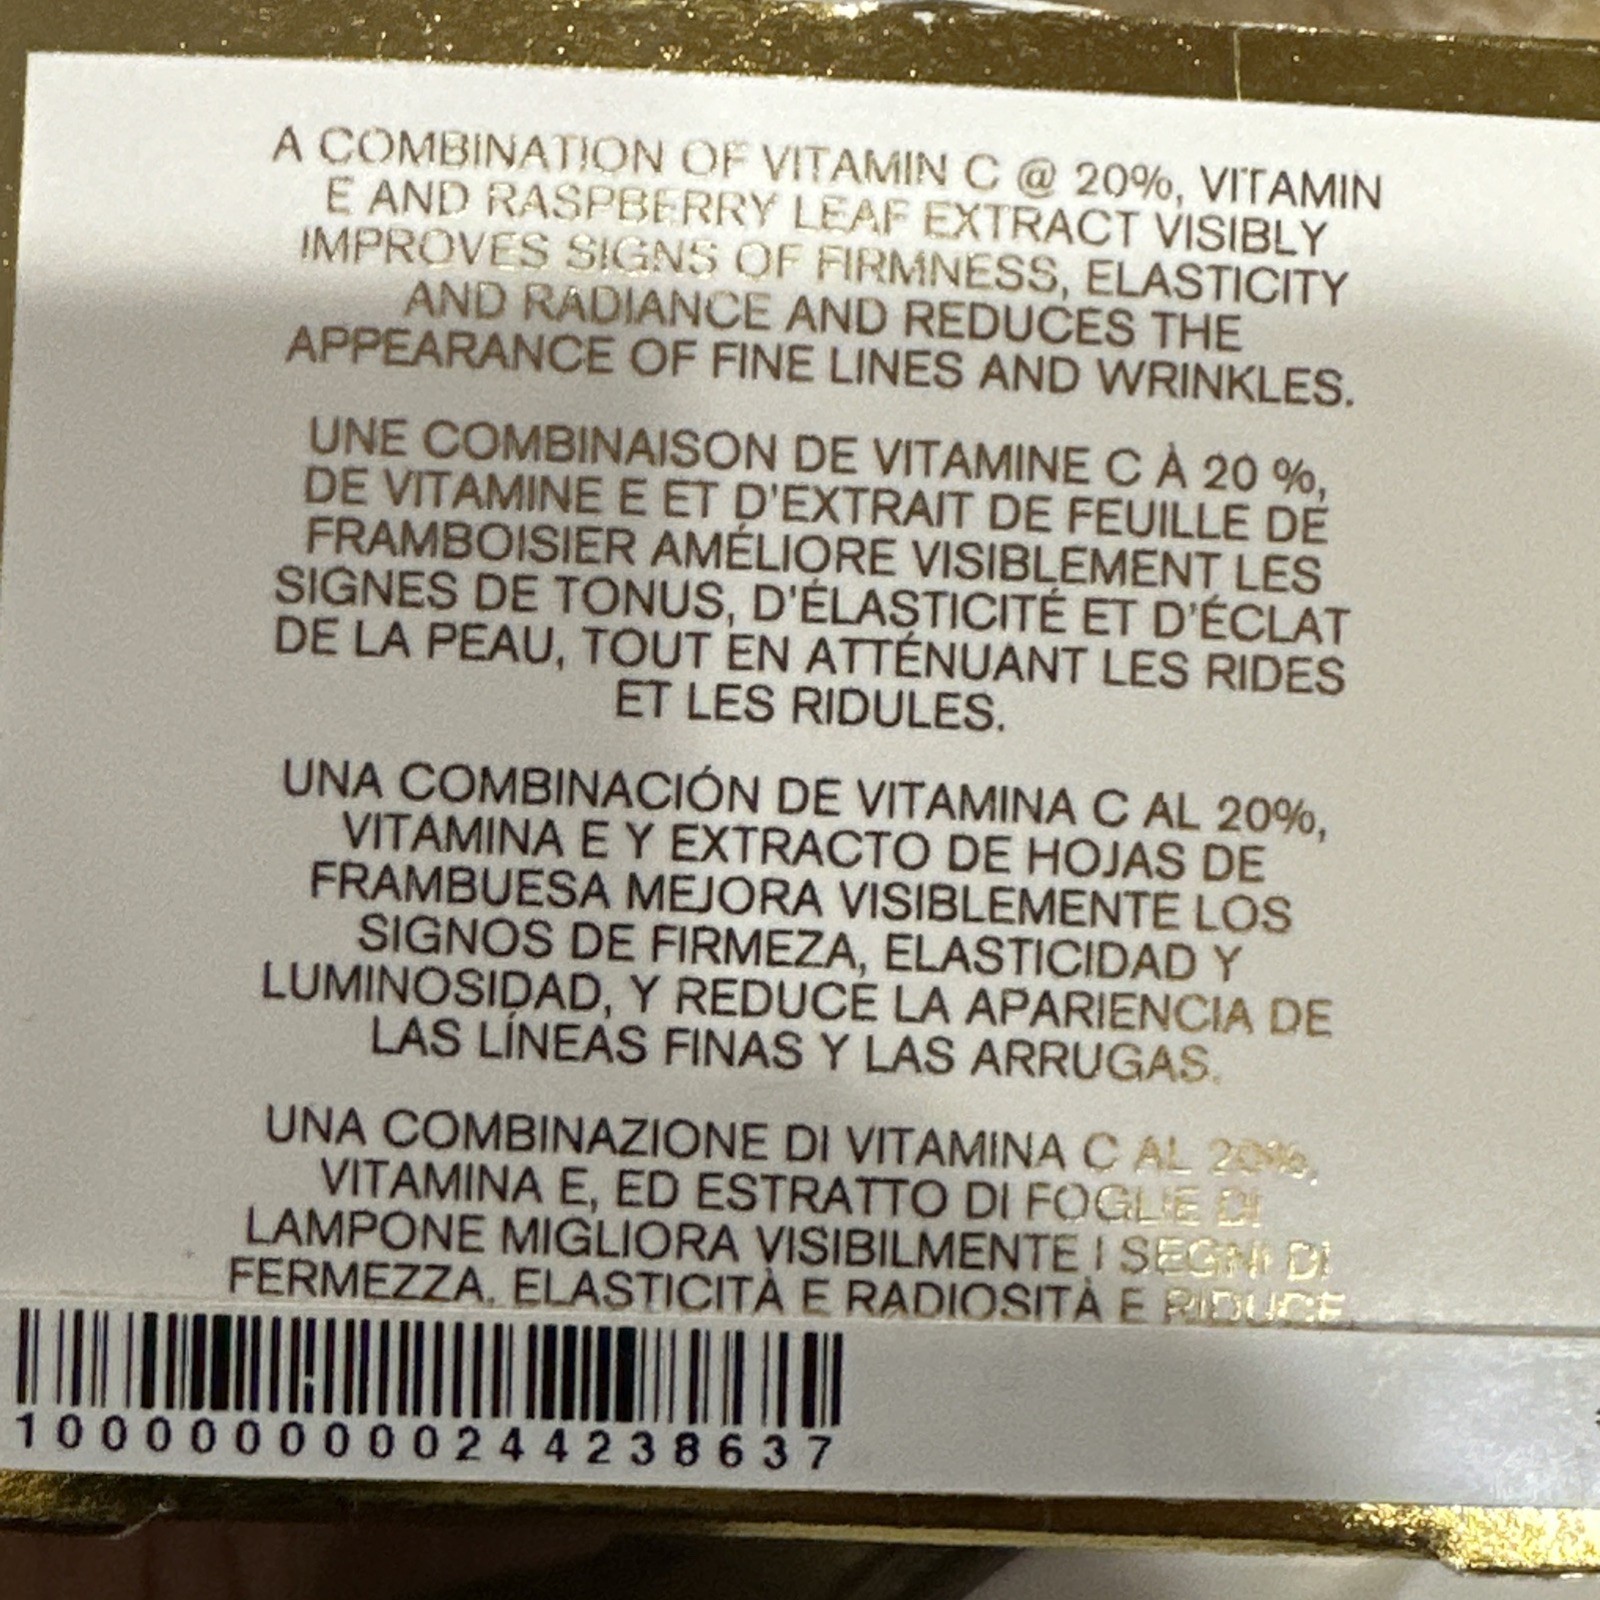 A COMBINATION OF VITAMIN C @ 20%, VITAMIN
E AND RASPBERRY LEAF EXTRACT VISIBLY
IMPROVES SIGNS OF FIRMNESS, ELASTICITY
AND RADIANCE AND REDUCES THE
APPEARANCE OF FINE LINES AND WRINKLES.
UNE COMBINAISON DE VITAMINE C À 20 %,
DE VITAMINE E ET D'EXTRAIT DE FEUILLE DE
FRAMBOISIER AMÉLIORE VISIBLEMENT LES
SIGNES DE TONUS, D'ÉLASTICITÉ ET D'ÉCLAT
DE LA PEAU, TOUT EN ATTÉNUANT LES RIDES
ET LES RIDULES.
UNA COMBINACIÓN DE VITAMINA C AL 20%,
VITAMINA E Y EXTRACTO DE HOJAS DE
FRAMBUESA MEJORA VISIBLEMENTE LOS
SIGNOS DE FIRMEZA, ELASTICIDAD Y
LUMINOSIDAD, Y REDUCE LA APARIENCIA DE
LAS LÍNEAS FINAS Y LAS ARRUGAS.
UNA COMBINAZIONE DI VITAMINA C AL 20%,
VITAMINA E, ED ESTRATTO DI FOGLIE DI
LAMPONE MIGLIORA VISIBILMENTE I SEGNI DI
FERMEZZA, ELASTICITÀ E RADIOSITÀ E RIDUCE
1000000000244238637